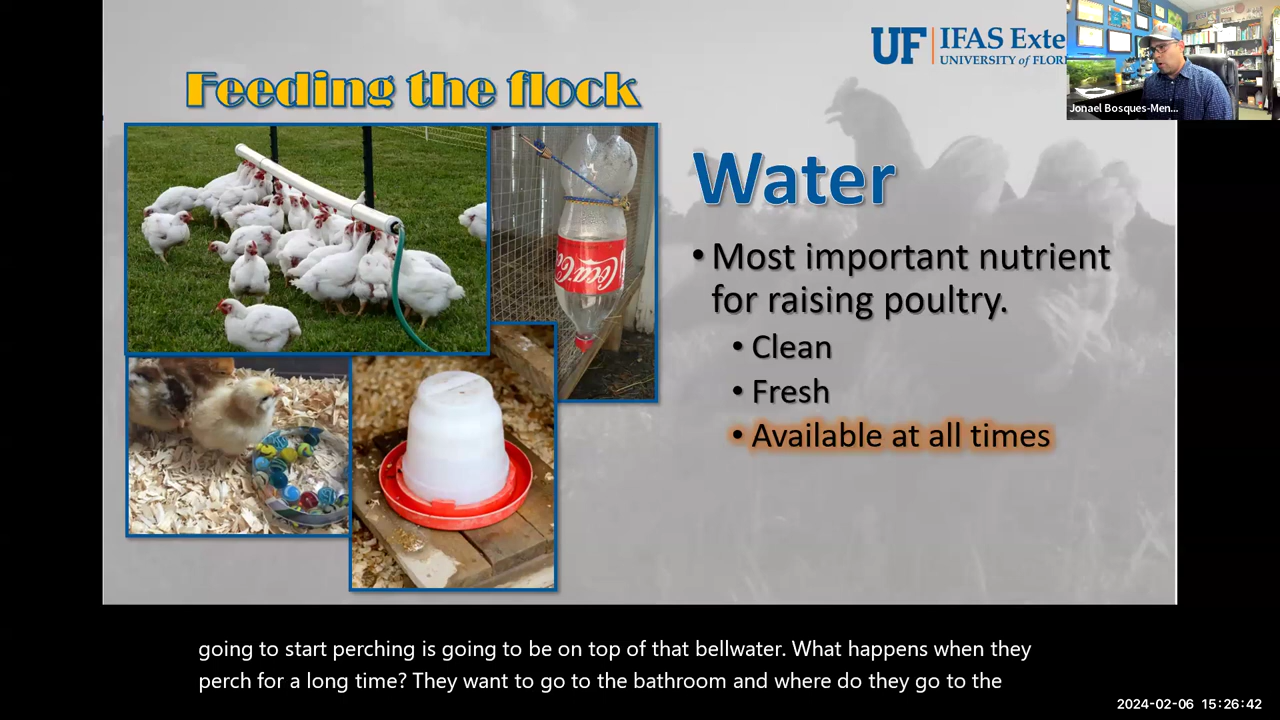 Feeding the flock
UF IFAS Exte
UNIVERSITY of FLOR
Jonael Bosques-Men...
Coca-Co
Water
• Most important nutrient
for raising poultry.
• Clean
• Fresh
• Available at all times
going to start perching is going to be on top of that bellwater. What happens when they
perch for a long time? They want to go to the bathroom and where do they go to the
2024-02-06 15:26:42